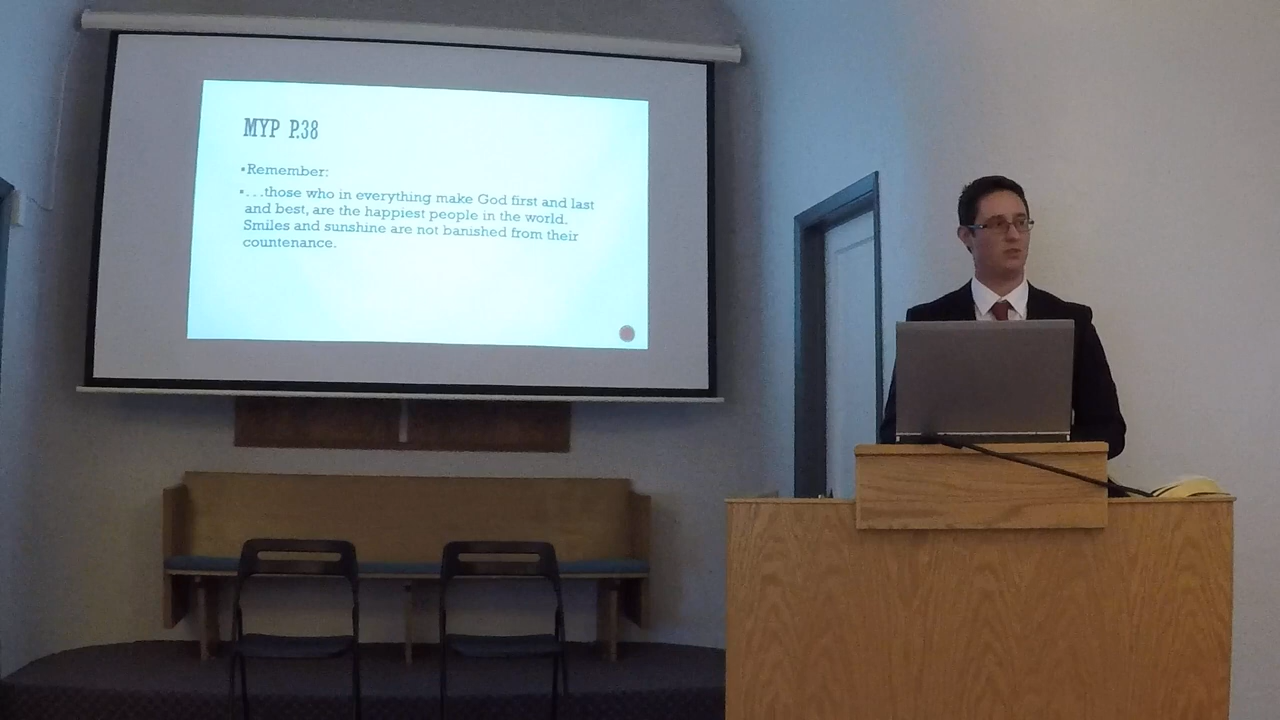 MYP P.38
▪Remember:
▪...those who in everything make God first and last
and best, are the happiest people in the world.
Smiles and sunshine are not banished from their
countenance.